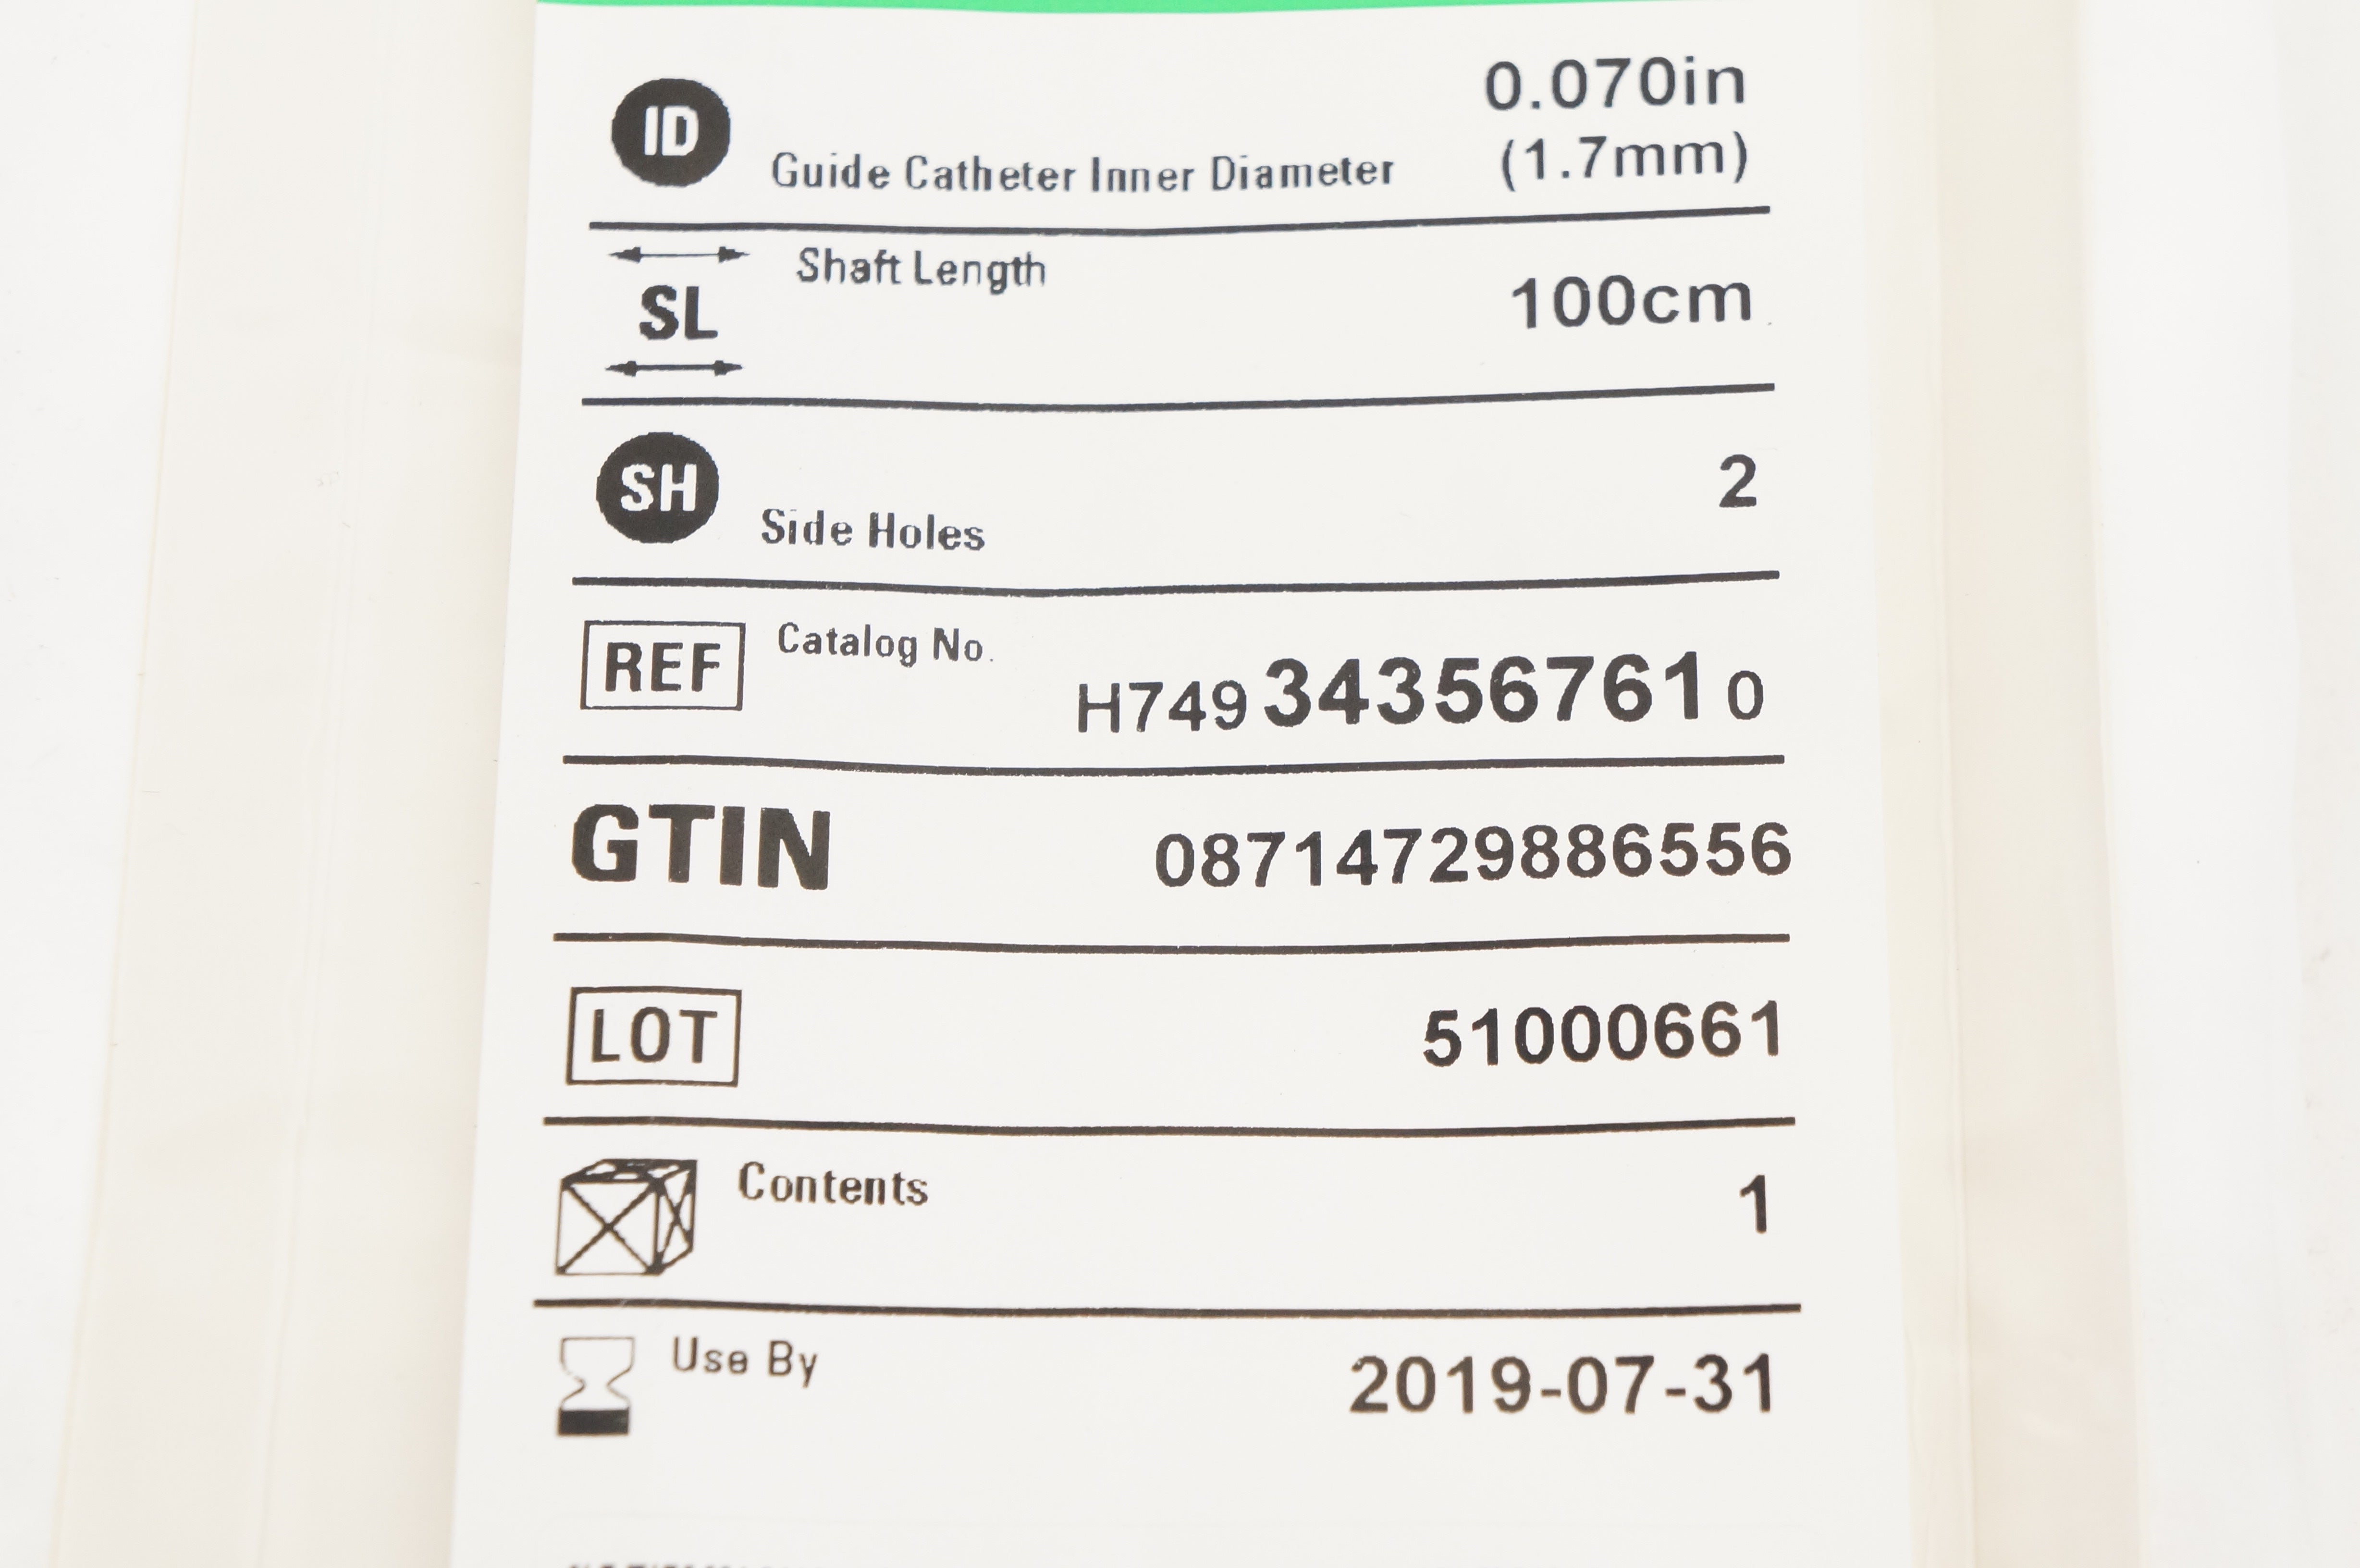 ID Guide Catheter Inner Diameter 0.070in
(1.7mm)
SL Shaft Length 100cm
SH Side Holes 2
REF Catalog No. H749 34356761 0
GTIN 08714729886556
LOT 51000661
Contents 1
Use By 2019-07-31